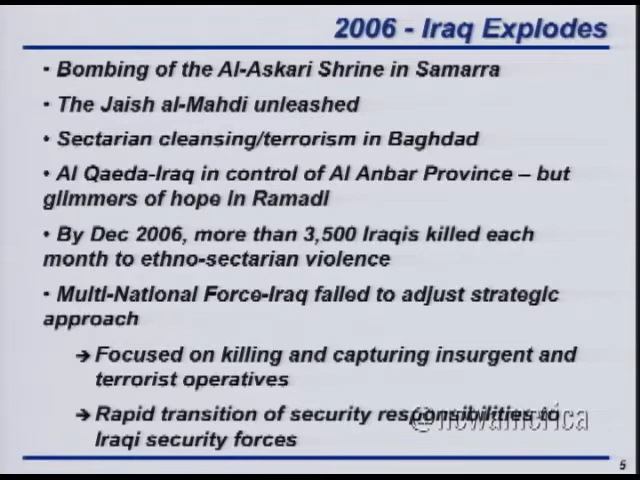 2006 - Iraq Explodes
• Bombing of the Al-Askari Shrine in Samarra
• The Jaish al-Mahdi unleashed
• Sectarian cleansing/terrorism in Baghdad
• Al Qaeda-Iraq in control of Al Anbar Province – but
glimmers of hope in Ramadi
• By Dec 2006, more than 3,500 Iraqis killed each
month to ethno-sectarian violence
• Multi-National Force-Iraq failed to adjust strategic
approach
➔ Focused on killing and capturing insurgent and
terrorist operatives
➔ Rapid transition of security responsibilities to
@newamerica
Iraqi security forces
5